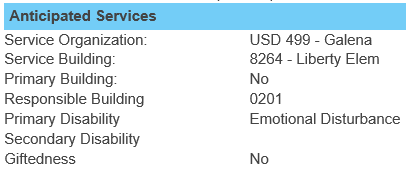 Anticipated Services
Service Organization: USD 499 - Galena
Service Building: 8264 - Liberty Elem
Primary Building: No
Responsible Building 0201
Primary Disability Emotional Disturbance
Secondary Disability
Giftedness No